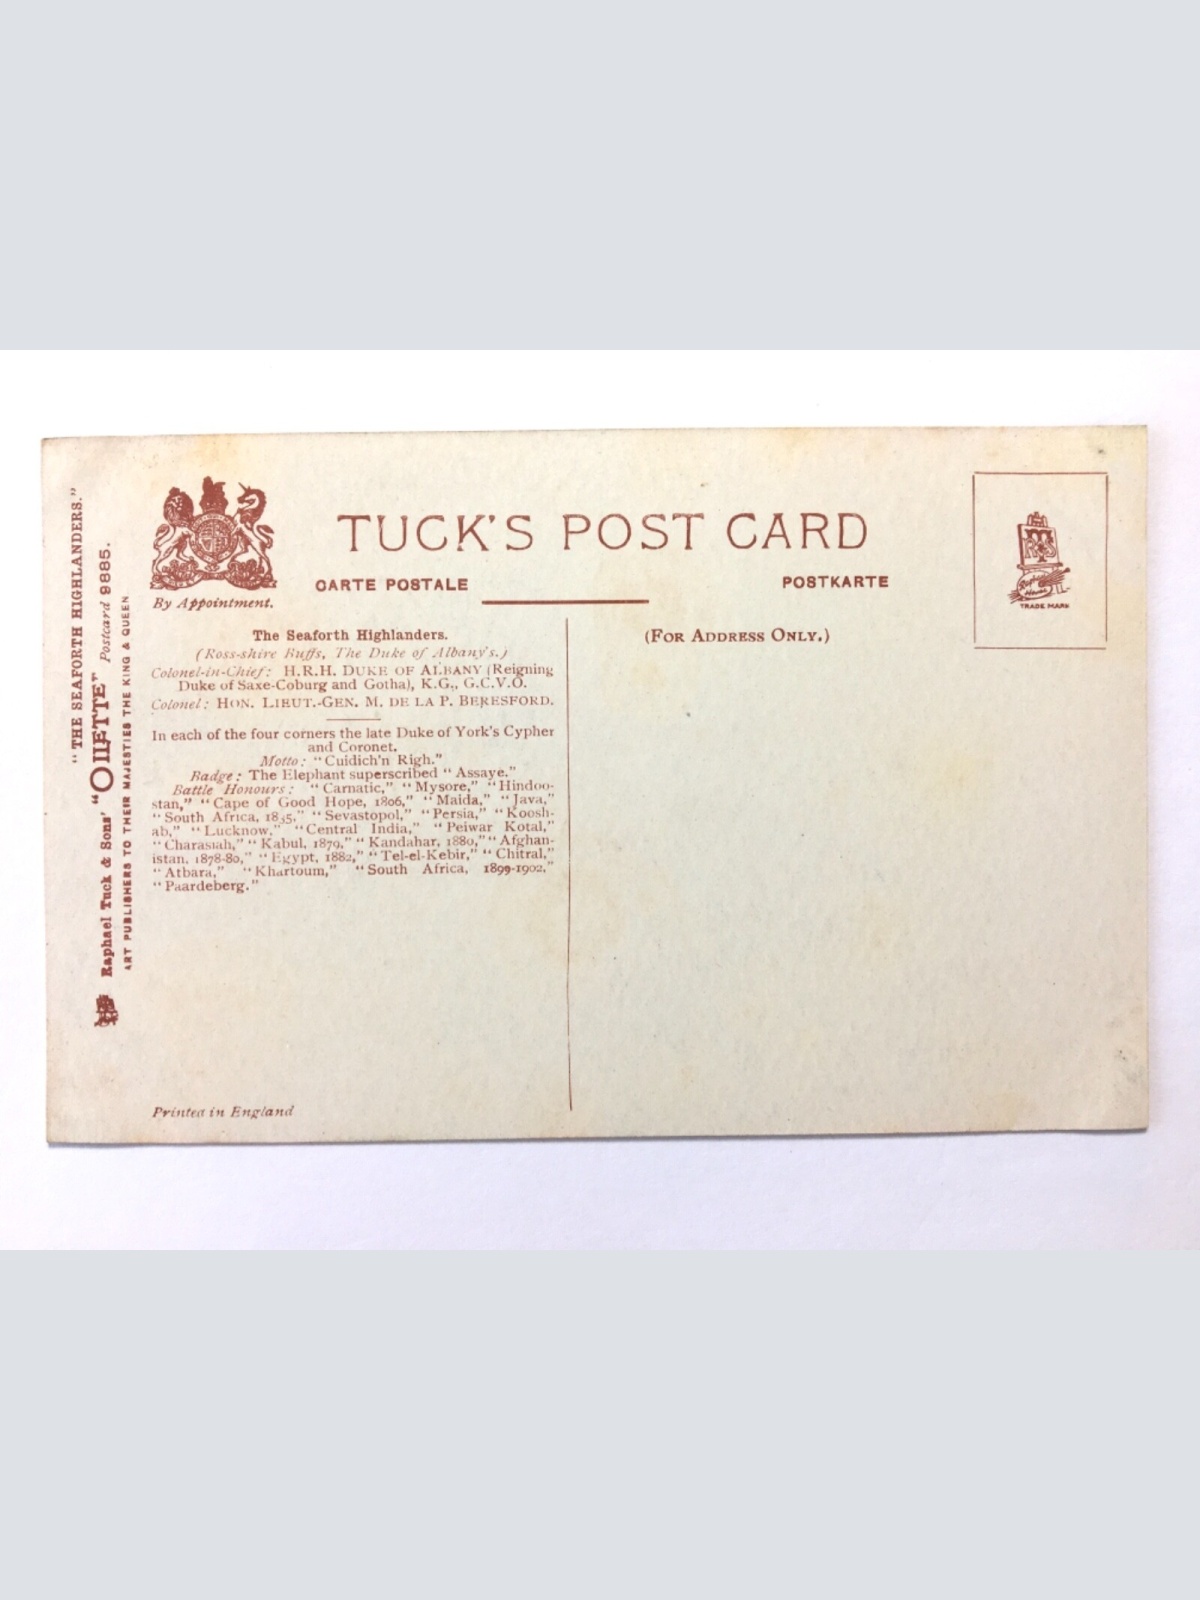 "THE SEAFORTH HIGHLANDERS."
Raphael Tuck & Sons' "OILETTE" Postcard 9885.
ART PUBLISHERS TO THEIR MAJESTIES THE KING & QUEEN
By Appointment.
TUCK'S POST CARD
CARTE POSTALE
POSTKARTE
TRADE MARK
The Seaforth Highlanders.
(Ross-shire Buffs, The Duke of Albany's.)
Colonel-in-Chief: H.R.H. DUKE OF ALBANY (Reigning
Duke of Saxe-Coburg and Gotha), K.G., G.C.V.O.
Colonel: HON. LIEUT.-GEN. M. DE LA P. BERESFORD.
In each of the four corners the late Duke of York's Cypher
and Coronet.
Motto: "Cuidich'n Righ."
Badge: The Elephant superscribed "Assaye."
Battle Honours: "Carnatic," "Mysore," "Hindoo-
stan," "Cape of Good Hope, 1806," "Maida," "Java,"
"South Africa, 1835," "Sevastopol," "Persia," "Koosh-
ab," "Lucknow," "Central India," "Peiwar Kotal,"
"Charasiah," "Kabul, 1879," "Kandahar, 1880," "Afghan-
istan, 1878-80," "Egypt, 1882," "Tel-el-Kebir," "Chitral,"
"Atbara," "Khartoum," "South Africa, 1899-1902,"
"Paardeberg."
(FOR ADDRESS ONLY.)
Printed in England